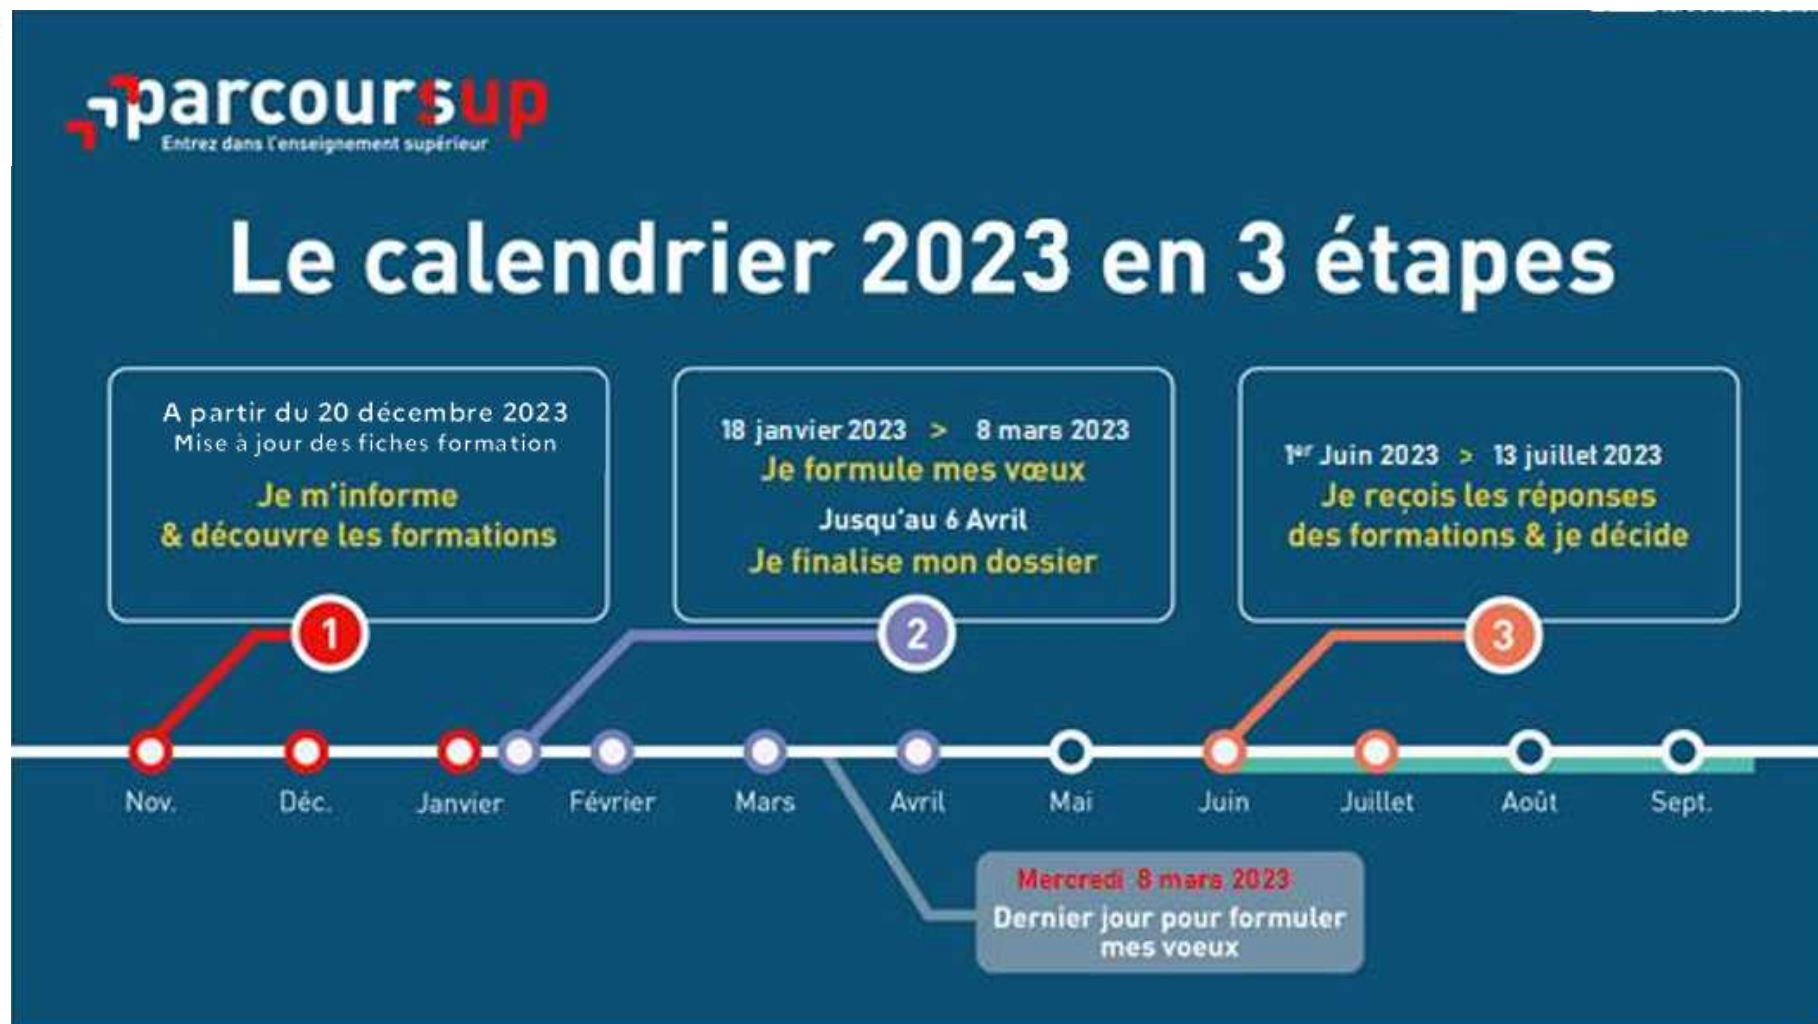 parcoursup
Entrez dans l'enseignement supérieur
Le calendrier 2023 en 3 étapes
A partir du 20 décembre 2023
Mise à jour des fiches formation
Je m'informe
& découvre les formations
1
18 janvier 2023 > 8 mars 2023
Je formule mes vœux
Jusqu'au 6 Avril
Je finalise mon dossier
2
1er Juin 2023 > 13 juillet 2023
Je reçois les réponses
des formations & je décide
3
Nov. Déc. Janvier Février Mars Avril Mai Juin Juillet Août Sept.
Mercredi 8 mars 2023
Dernier jour pour formuler
mes voeux